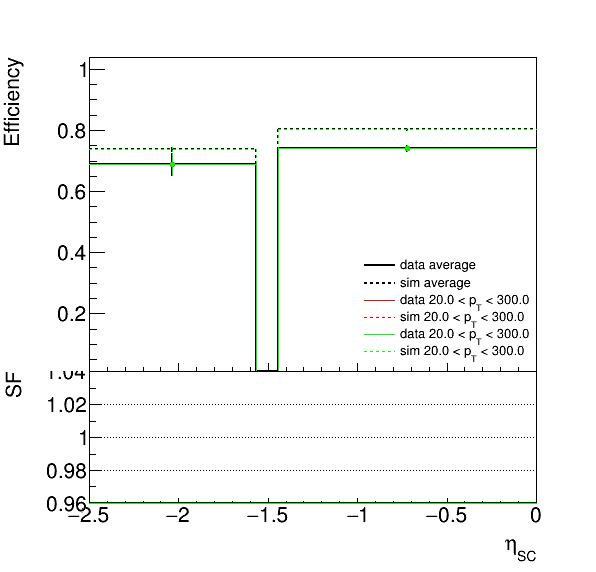 Efficiency
1
0.8
0.6
0.4
0.2
data average
sim average
data 20.0 < p_T < 300.0
sim 20.0 < p_T < 300.0
data 20.0 < p_T < 300.0
sim 20.0 < p_T < 300.0
SF
1.04
1.02
1
0.98
0.96
−2.5 −2 −1.5 −1 −0.5 0
η_SC